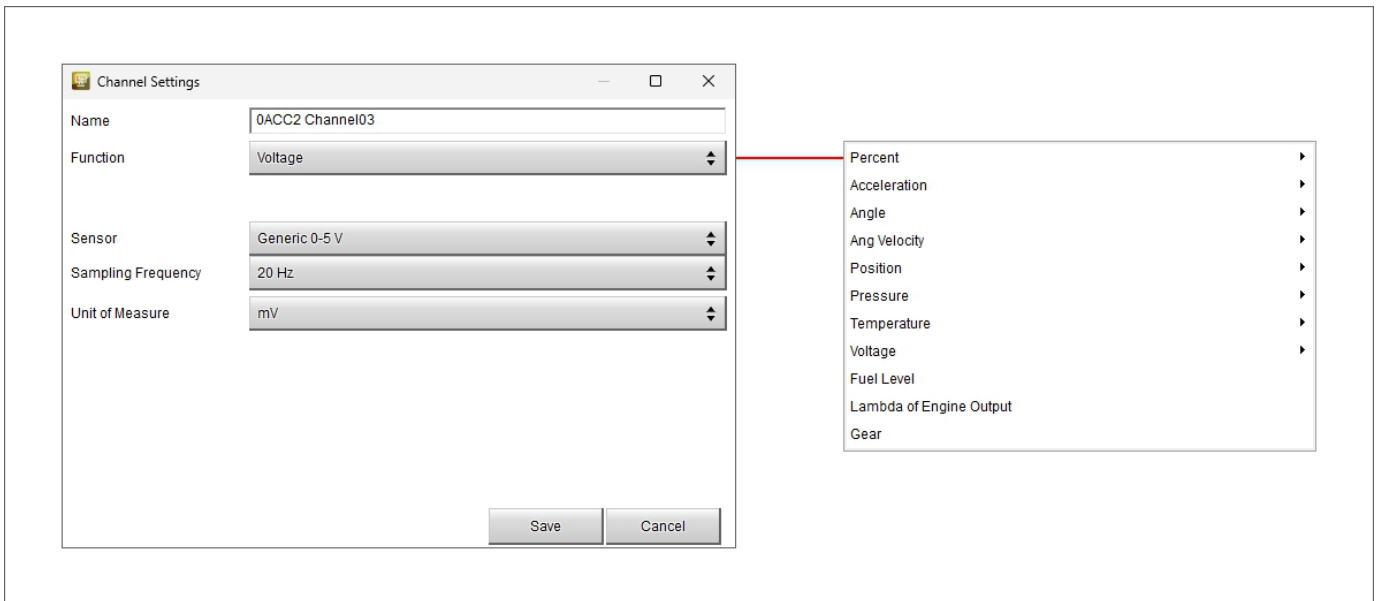 Channel Settings
Name
0ACC2 Channel03
Function
Voltage
Sensor
Generic 0-5 V
Sampling Frequency
20 Hz
Unit of Measure
mV
Save
Cancel
Percent
Acceleration
Angle
Ang Velocity
Position
Pressure
Temperature
Voltage
Fuel Level
Lambda of Engine Output
Gear